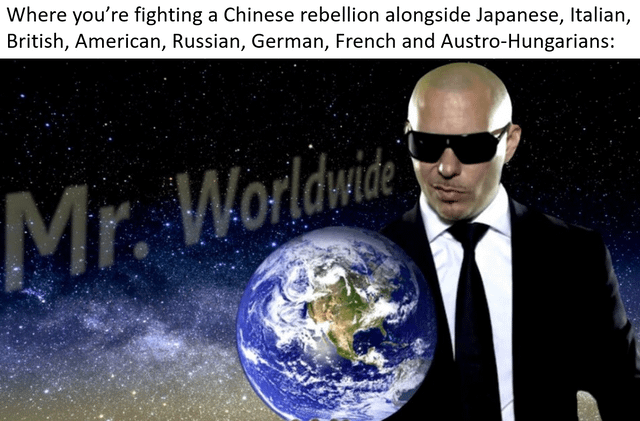 Where you’re fighting a Chinese rebellion alongside Japanese, Italian,
British, American, Russian, German, French and Austro-Hungarians:
Mr. Worldwide